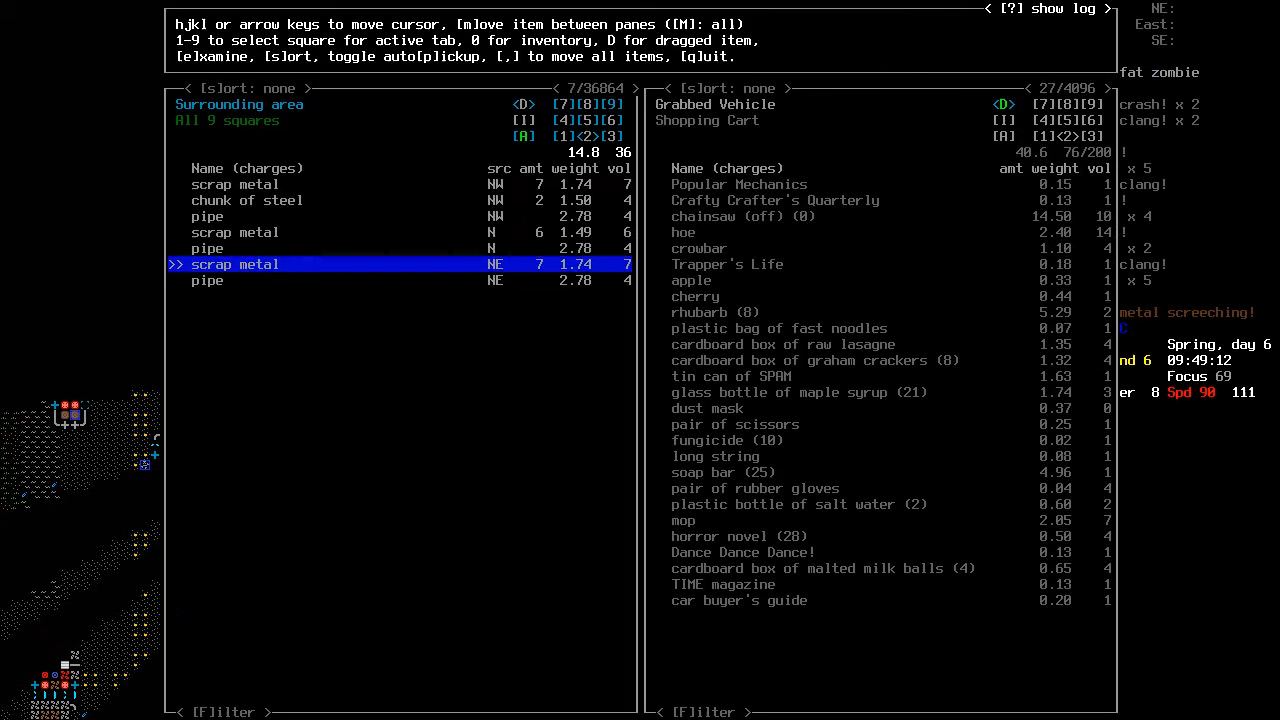 < [?] show log >
hjkl or arrow keys to move cursor, [m]ove item between panes ([M]: all)
1-9 to select square for active tab, 0 for inventory, D for dragged item,
[e]xamine, [s]ort, toggle auto[p]ickup, [,] to move all items, [q]uit.
NE:
East:
SE:
fat zombie
< [s]ort: none > < 7/36864 >
Surrounding area <D> [7][8][9]
All 9 squares [I] [4][5][6]
[A] [1]<2>[3]
14.8 36
Name (charges) src amt weight vol
scrap metal NW 7 1.74 7
chunk of steel NW 2 1.50 4
pipe NW 2.78 4
scrap metal N 6 1.49 6
pipe N 2.78 4
>> scrap metal NE 7 1.74 7
pipe NE 2.78 4
< [F]ilter >
< [s]ort: none > < 27/4096 >
Grabbed Vehicle <D> [7][8][9]
Shopping Cart [I] [4][5][6]
[A] [1]<2>[3]
40.6 76/200
Name (charges) amt weight vol
Popular Mechanics 0.15 1
Crafty Crafter's Quarterly 0.13 1
chainsaw (off) (0) 14.50 10
hoe 2.40 14
crowbar 1.10 4
Trapper's Life 0.18 1
apple 0.33 1
cherry 0.44 1
rhubarb (8) 5.29 2
plastic bag of fast noodles 0.07 1
cardboard box of raw lasagne 1.35 4
cardboard box of graham crackers (8) 1.32 4
tin can of SPAM 1.63 1
glass bottle of maple syrup (21) 1.74 3
dust mask 0.37 0
pair of scissors 0.25 1
fungicide (10) 0.02 1
long string 0.08 1
soap bar (25) 4.96 1
pair of rubber gloves 0.04 4
plastic bottle of salt water (2) 0.60 2
mop 2.05 7
horror novel (28) 0.50 4
Dance Dance Dance! 0.13 1
cardboard box of malted milk balls (4) 0.65 4
TIME magazine 0.13 1
car buyer's guide 0.20 1
< [F]ilter >
crash! x 2
clang! x 2
!
x 5
clang!
!
x 4
!
x 2
clang!
x 5
metal screeching!
C
Spring, day 6
nd 6 09:49:12
Focus 69
er 8 Spd 90 111